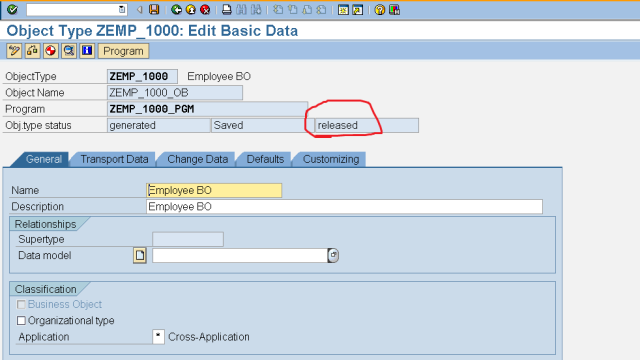 Object Type ZEMP_1000: Edit Basic Data
Program
ObjectType ZEMP_1000 Employee BO
Object Name ZEMP_1000_OB
Program ZEMP_1000_PGM
Obj.type status generated Saved released
General Transport Data Change Data Defaults Customizing
Name Employee BO
Description Employee BO
Relationships
Supertype
Data model
Classification
Business Object
Organizational type
Application * Cross-Application